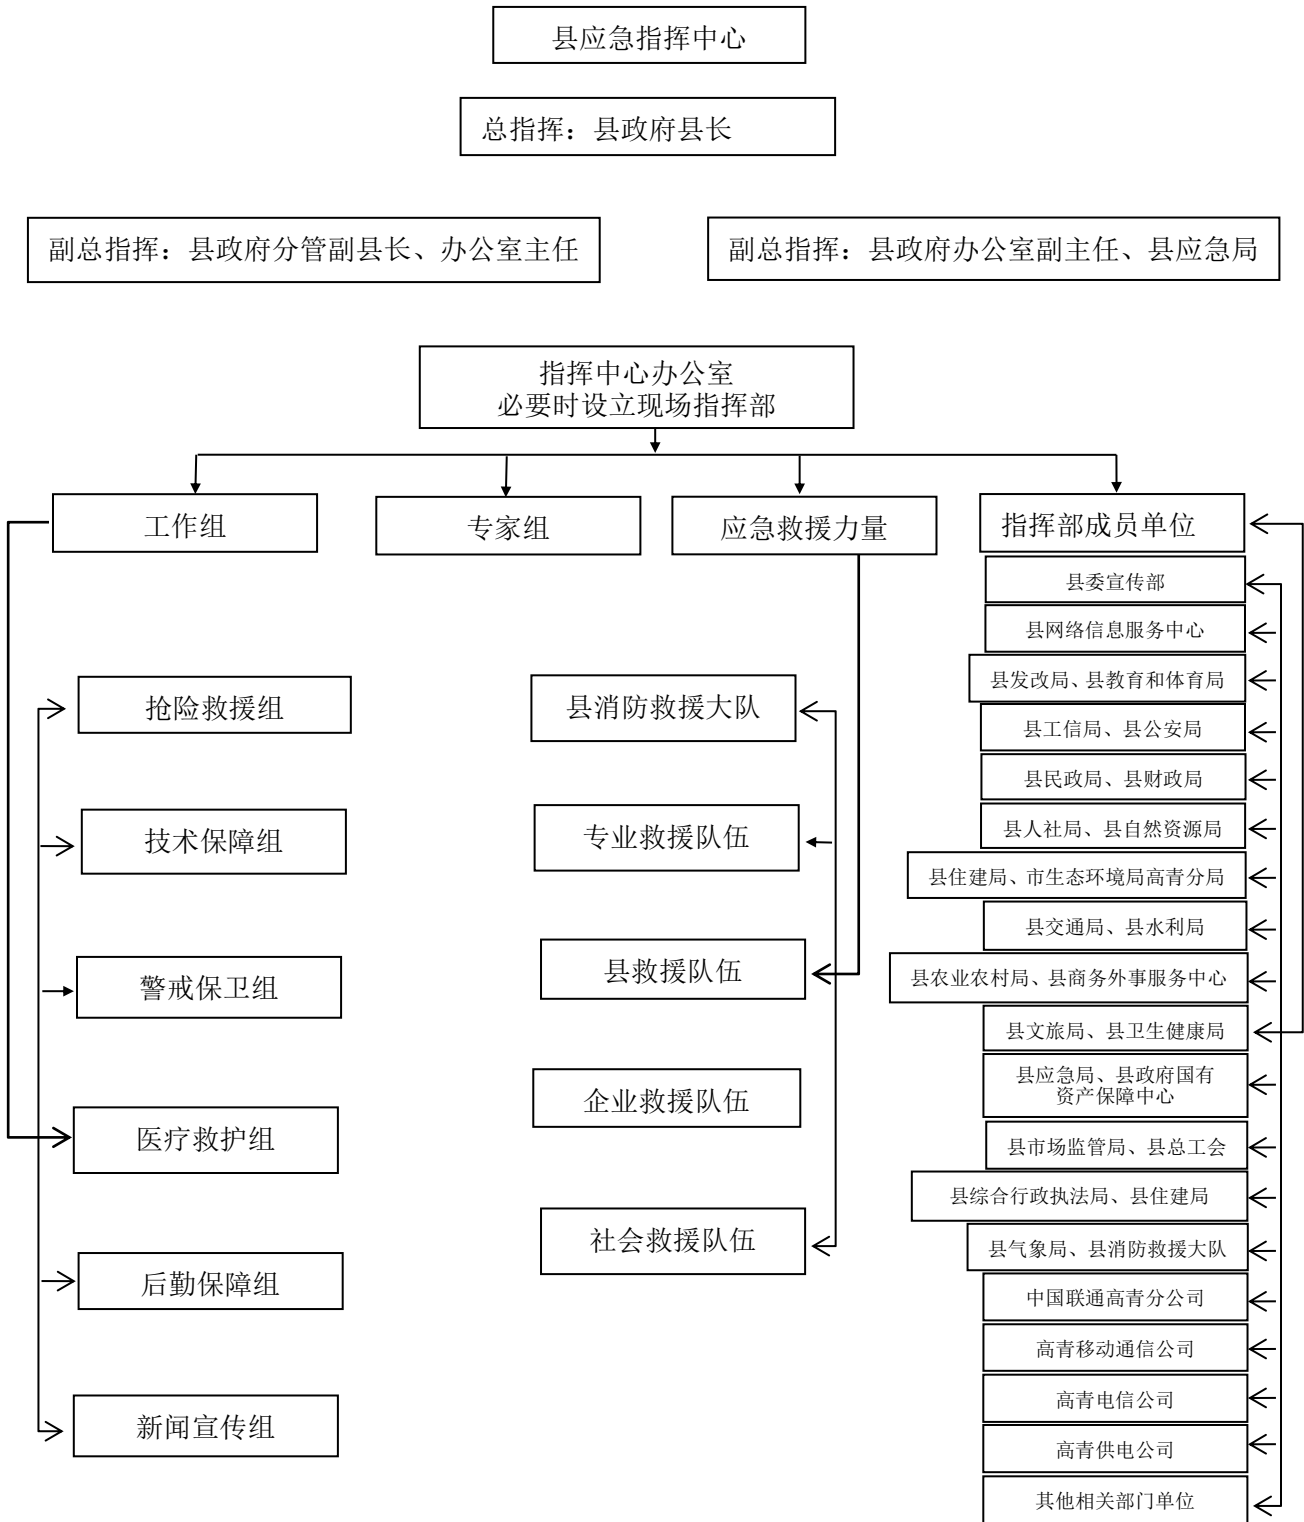 县应急指挥中心
总指挥：县政府县长
副总指挥：县政府分管副县长、办公室主任
副总指挥：县政府办公室副主任、县应急局
指挥中心办公室
必要时设立现场指挥部
工作组
专家组
应急救援力量
指挥部成员单位
抢险救援组
技术保障组
警戒保卫组
医疗救护组
后勤保障组
新闻宣传组
县消防救援大队
专业救援队伍
县救援队伍
企业救援队伍
社会救援队伍
县委宣传部
县网络信息服务中心
县发改局、县教育和体育局
县工信局、县公安局
县民政局、县财政局
县人社局、县自然资源局
县住建局、市生态环境局高青分局
县交通局、县水利局
县农业农村局、县商务外事服务中心
县文旅局、县卫生健康局
县应急局、县政府国有
资产保障中心
县市场监管局、县总工会
县综合行政执法局、县住建局
县气象局、县消防救援大队
中国联通高青分公司
高青移动通信公司
高青电信公司
高青供电公司
其他相关部门单位